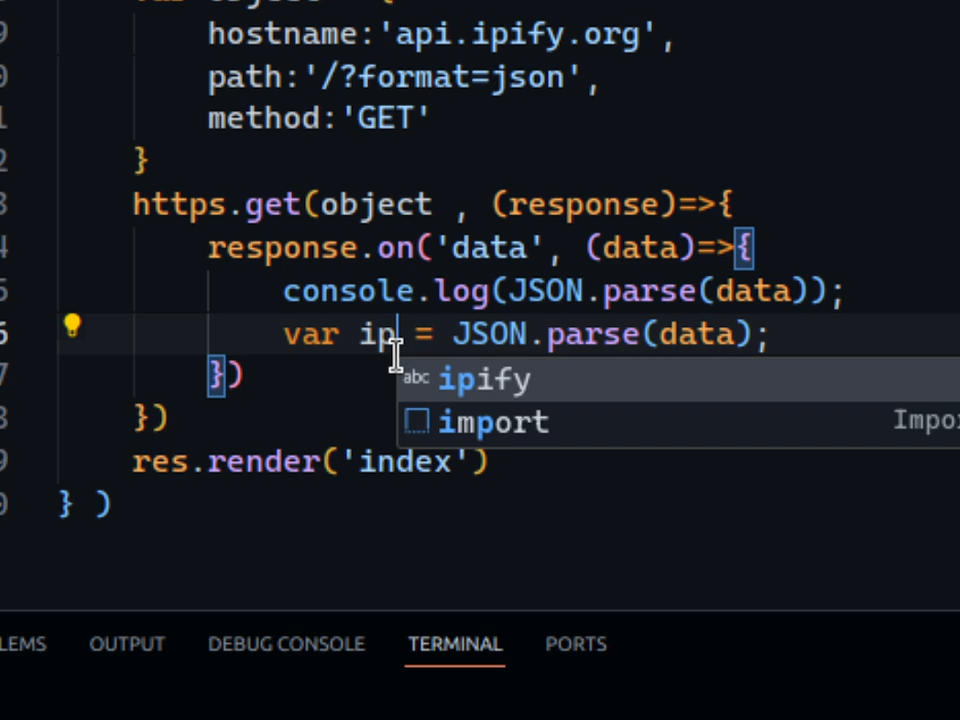 hostname:'api.ipify.org',
path:'/?format=json',
method:'GET'
}
https.get(object , (response)=>{
response.on('data', (data)=>{
console.log(JSON.parse(data));
var ip = JSON.parse(data);
})
abc ipify
})
import
res.render('index')
} )
OUTPUT DEBUG CONSOLE TERMINAL PORTS